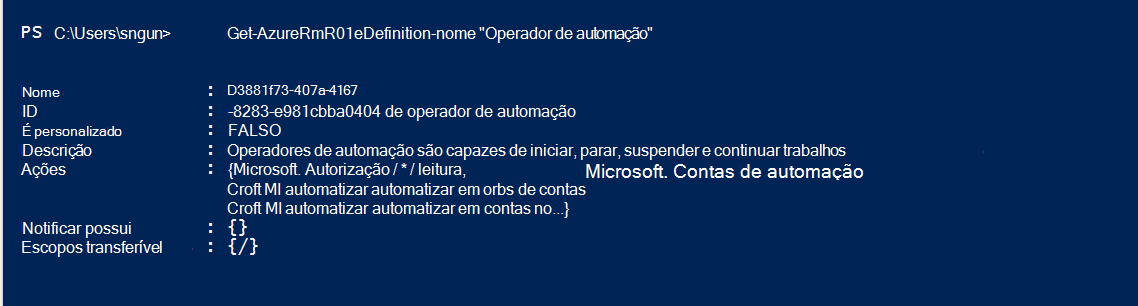 PS C:\Users\sngun> Get-AzureRmR01eDefinition-nome "Operador de automação"
Nome : D3881f73-407a-4167
ID : -8283-e981cbba0404 de operador de automação
É personalizado : FALSO
Descrição : Operadores de automação são capazes de iniciar, parar, suspender e continuar trabalhos
Ações : {Microsoft. Autorização / * / leitura, Microsoft. Contas de automação
Croft MI automatizar automatizar em orbs de contas
Croft MI automatizar automatizar em contas no...}
Notificar possui : {}
Escopos transferível : {/}